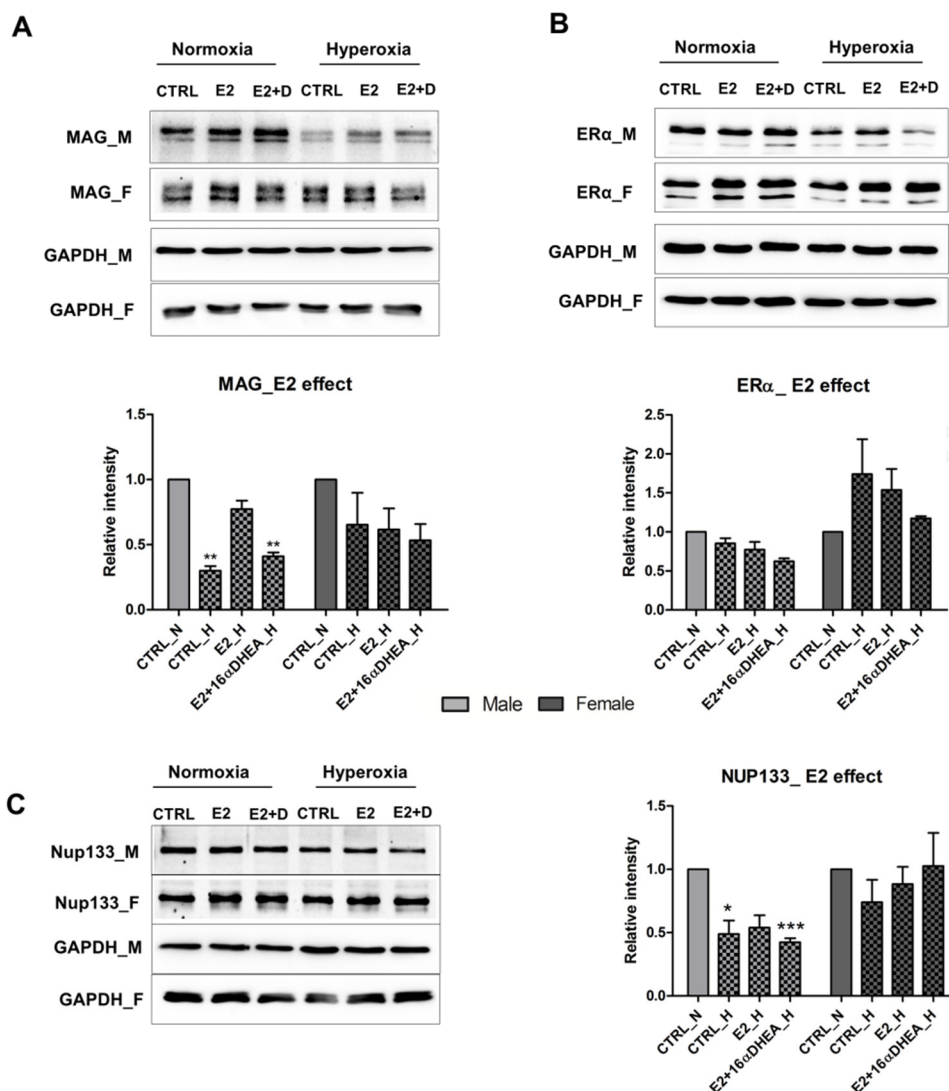 A
Normoxia Hyperoxia
CTRL E2 E2+D CTRL E2 E2+D
MAG_M
MAG_F
GAPDH_M
GAPDH_F
MAG_E2 effect
Relative intensity
1.5
1.0
0.5
0.0
CTRL_N CTRL_H E2_H E2+16αDHEA_H CTRL_N CTRL_H E2_H E2+16αDHEA_H
** **
B
Normoxia Hyperoxia
CTRL E2 E2+D CTRL E2 E2+D
ERα_M
ERα_F
GAPDH_M
GAPDH_F
ERα_ E2 effect
Relative intensity
2.5
2.0
1.5
1.0
0.5
0.0
CTRL_N CTRL_H E2_H E2+16αDHEA_H CTRL_N CTRL_H E2_H E2+16αDHEA_H
Male Female
C
Normoxia Hyperoxia
CTRL E2 E2+D CTRL E2 E2+D
Nup133_M
Nup133_F
GAPDH_M
GAPDH_F
NUP133_ E2 effect
Relative intensity
1.5
1.0
0.5
0.0
* ***
CTRL_N CTRL_H E2_H E2+16αDHEA_H CTRL_N CTRL_H E2_H E2+16αDHEA_H